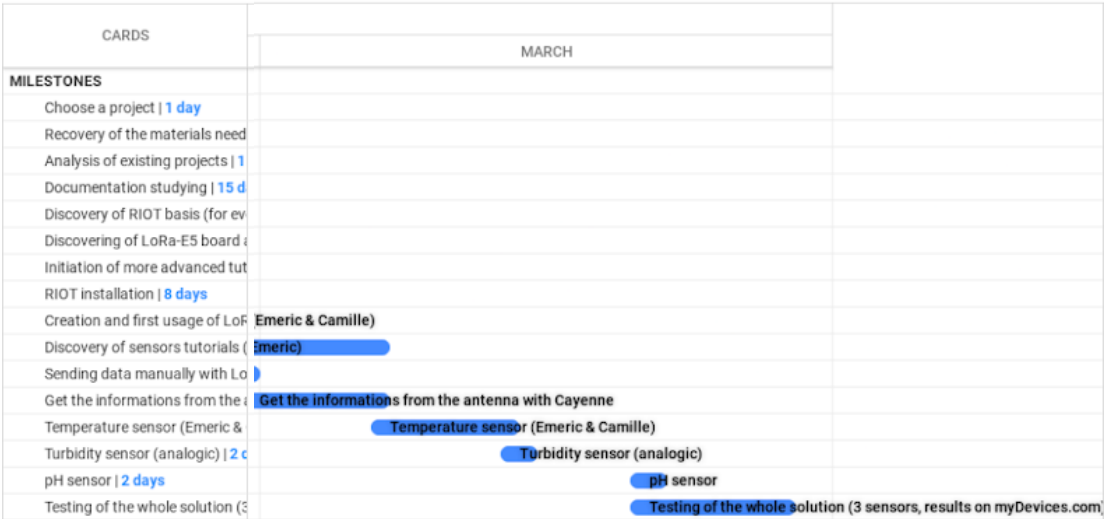 CARDS
MARCH
MILESTONES
Choose a project | 1 day
Recovery of the materials need
Analysis of existing projects | 1
Documentation studying | 15 d
Discovery of RIOT basis (for ev
Discovering of LoRa-E5 board a
Initiation of more advanced tut
RIOT installation | 8 days
Creation and first usage of LoR (Emeric & Camille)
Discovery of sensors tutorials (Emeric)
Sending data manually with Lo
Get the informations from the a Get the informations from the antenna with Cayenne
Temperature sensor (Emeric & Temperature sensor (Emeric & Camille)
Turbidity sensor (analogic) | 2 d Turbidity sensor (analogic)
pH sensor | 2 days pH sensor
Testing of the whole solution (3 Testing of the whole solution (3 sensors, results on myDevices.com)